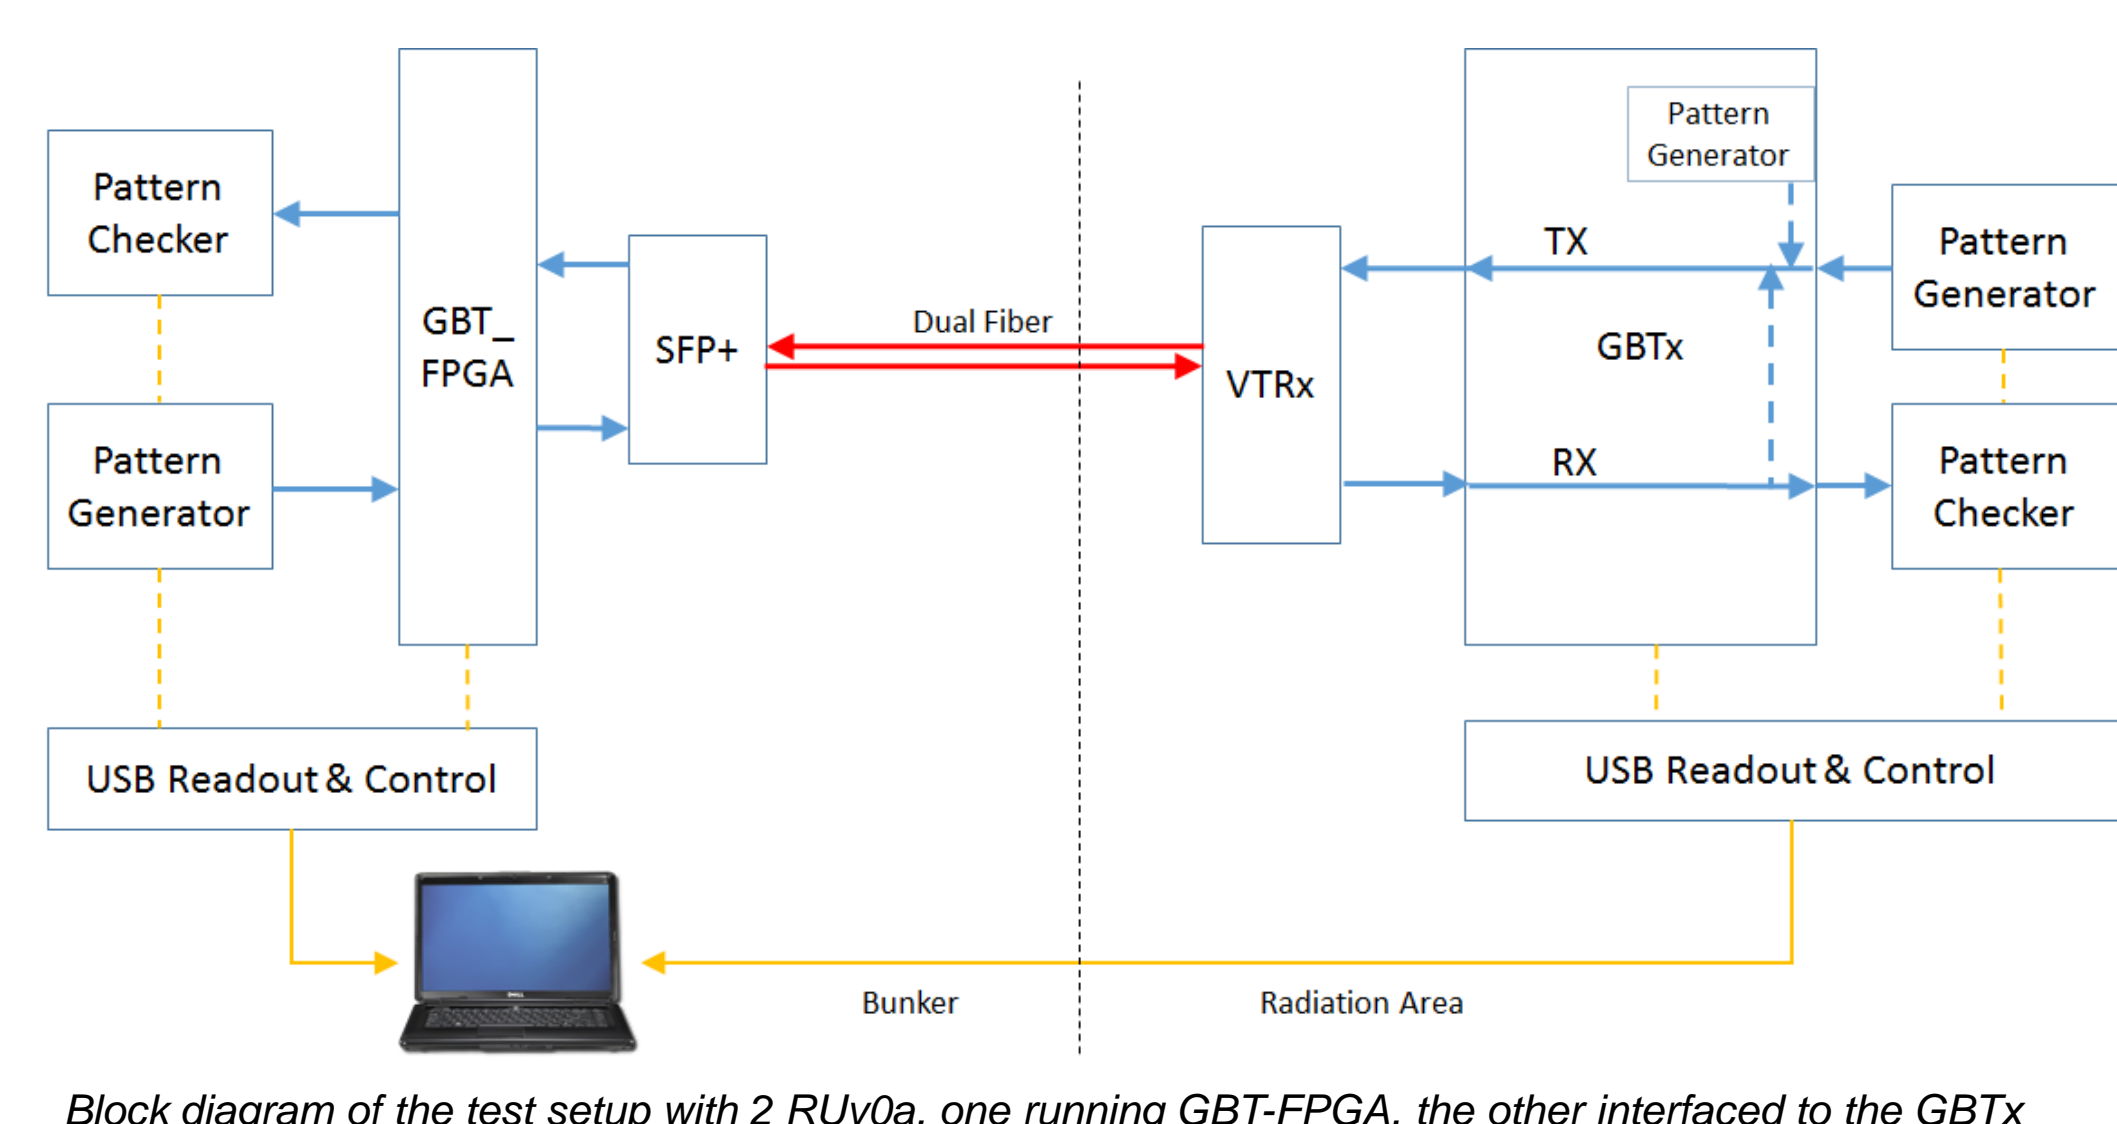 Pattern
Generator
Pattern
Checker
GBT_
FPGA
SFP+
Dual Fiber
VTRx
TX
GBTx
RX
Pattern
Generator
Pattern
Generator
Pattern
Checker
USB Readout & Control
USB Readout & Control
DELL
Bunker
Radiation Area
Block diagram of the test setup with 2 RUv0a, one running GBT-FPGA, the other interfaced to the GBTx